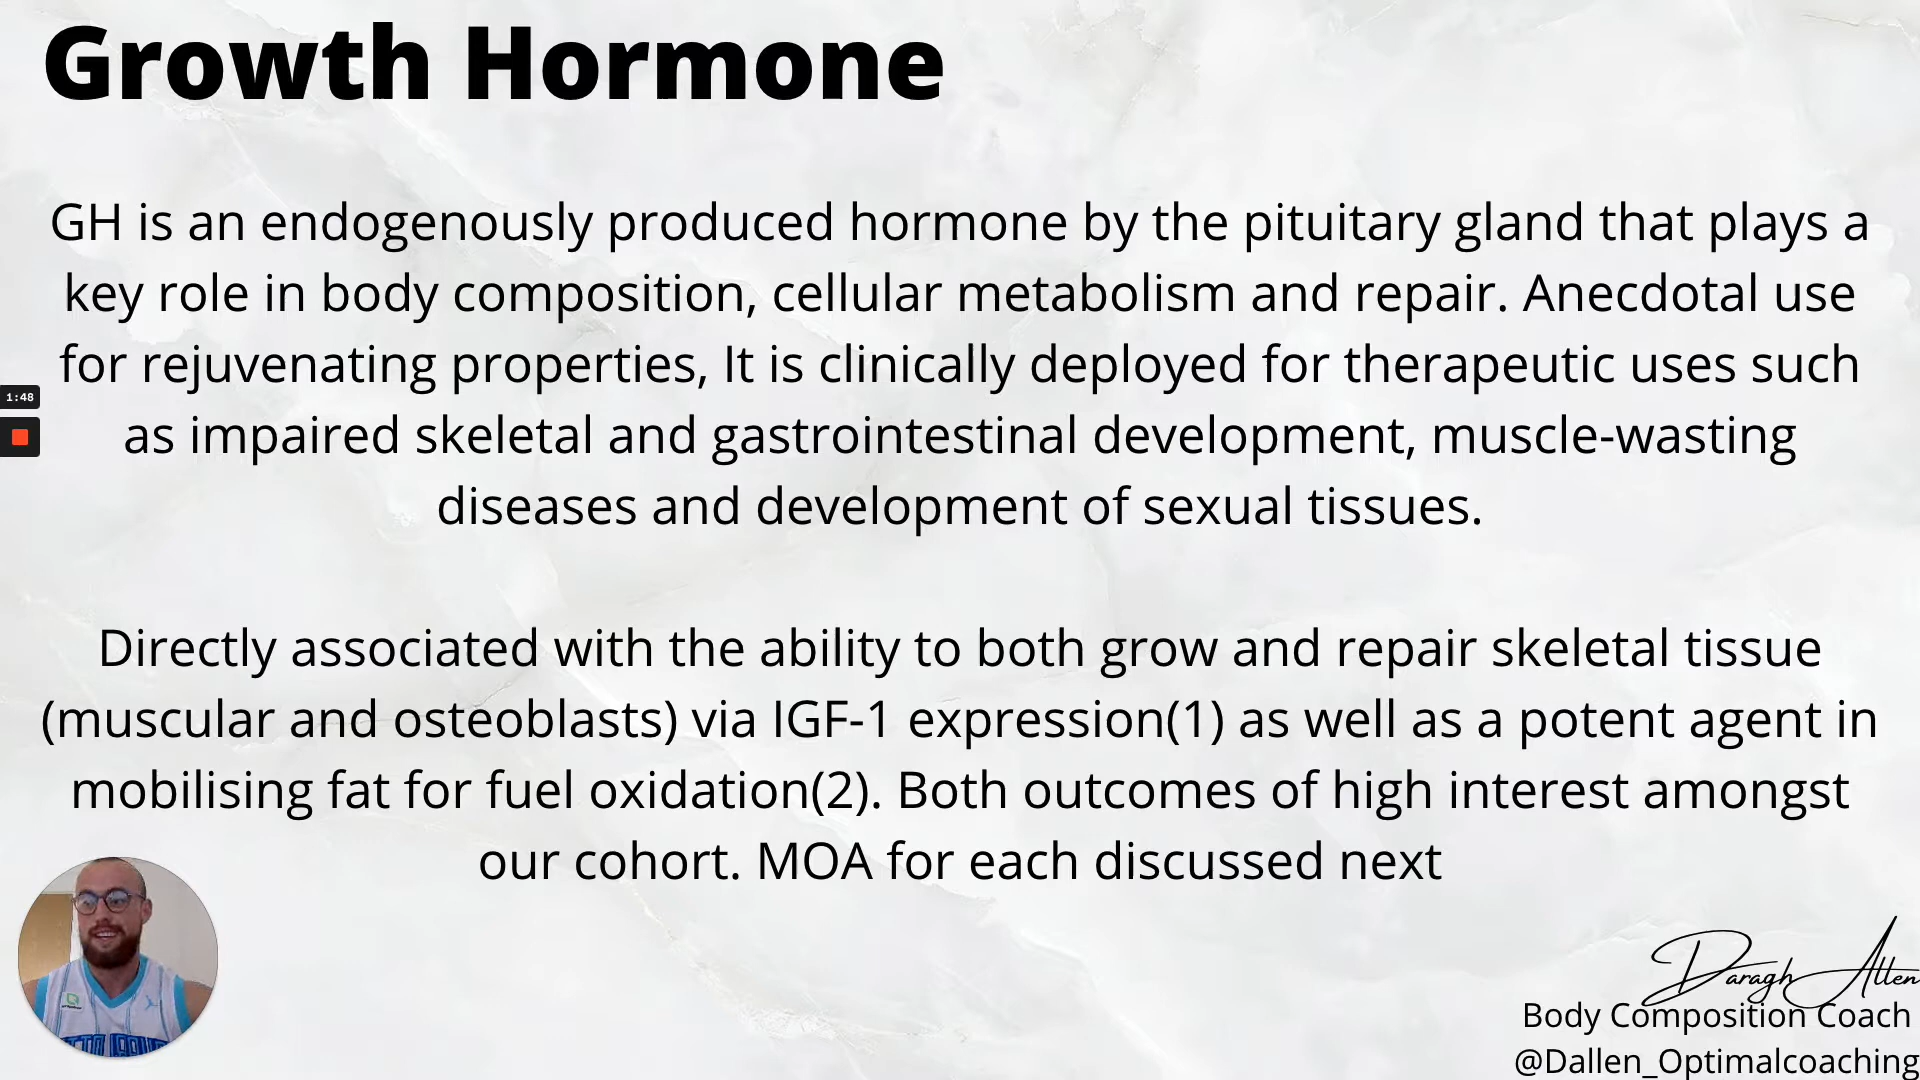 Growth Hormone
GH is an endogenously produced hormone by the pituitary gland that plays a
key role in body composition, cellular metabolism and repair. Anecdotal use
for rejuvenating properties, It is clinically deployed for therapeutic uses such
1:48
as impaired skeletal and gastrointestinal development, muscle-wasting
diseases and development of sexual tissues.
Directly associated with the ability to both grow and repair skeletal tissue
(muscular and osteoblasts) via IGF-1 expression(1) as well as a potent agent in
mobilising fat for fuel oxidation(2). Both outcomes of high interest amongst
our cohort. MOA for each discussed next
Daragh Allen
Body Composition Coach
@Dallen_Optimalcoaching